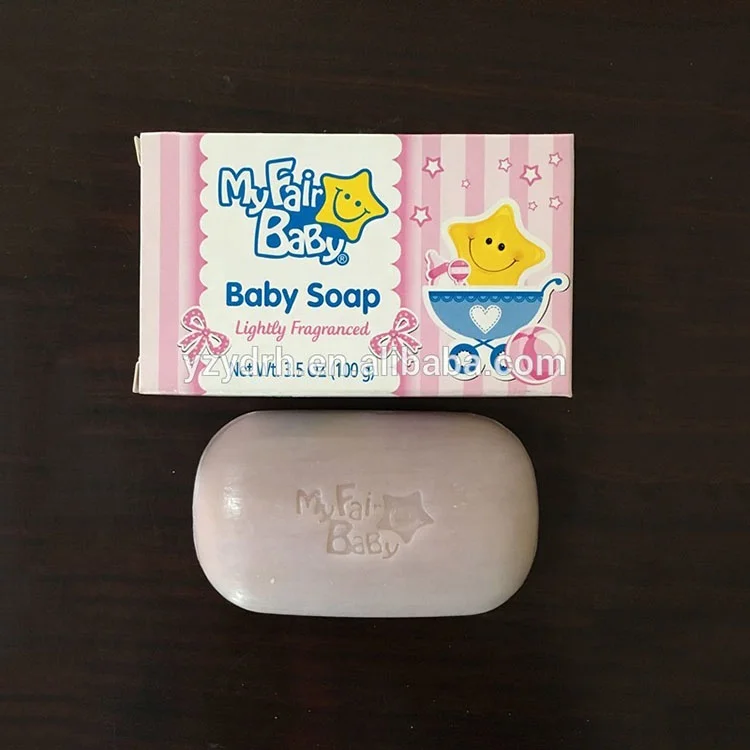 My Fair
Baby®
Baby Soap
Lightly Fragranced
Net Wt. 3.5 Oz (100 g)
yzydrh.en.alibaba.com
My Fair
Baby